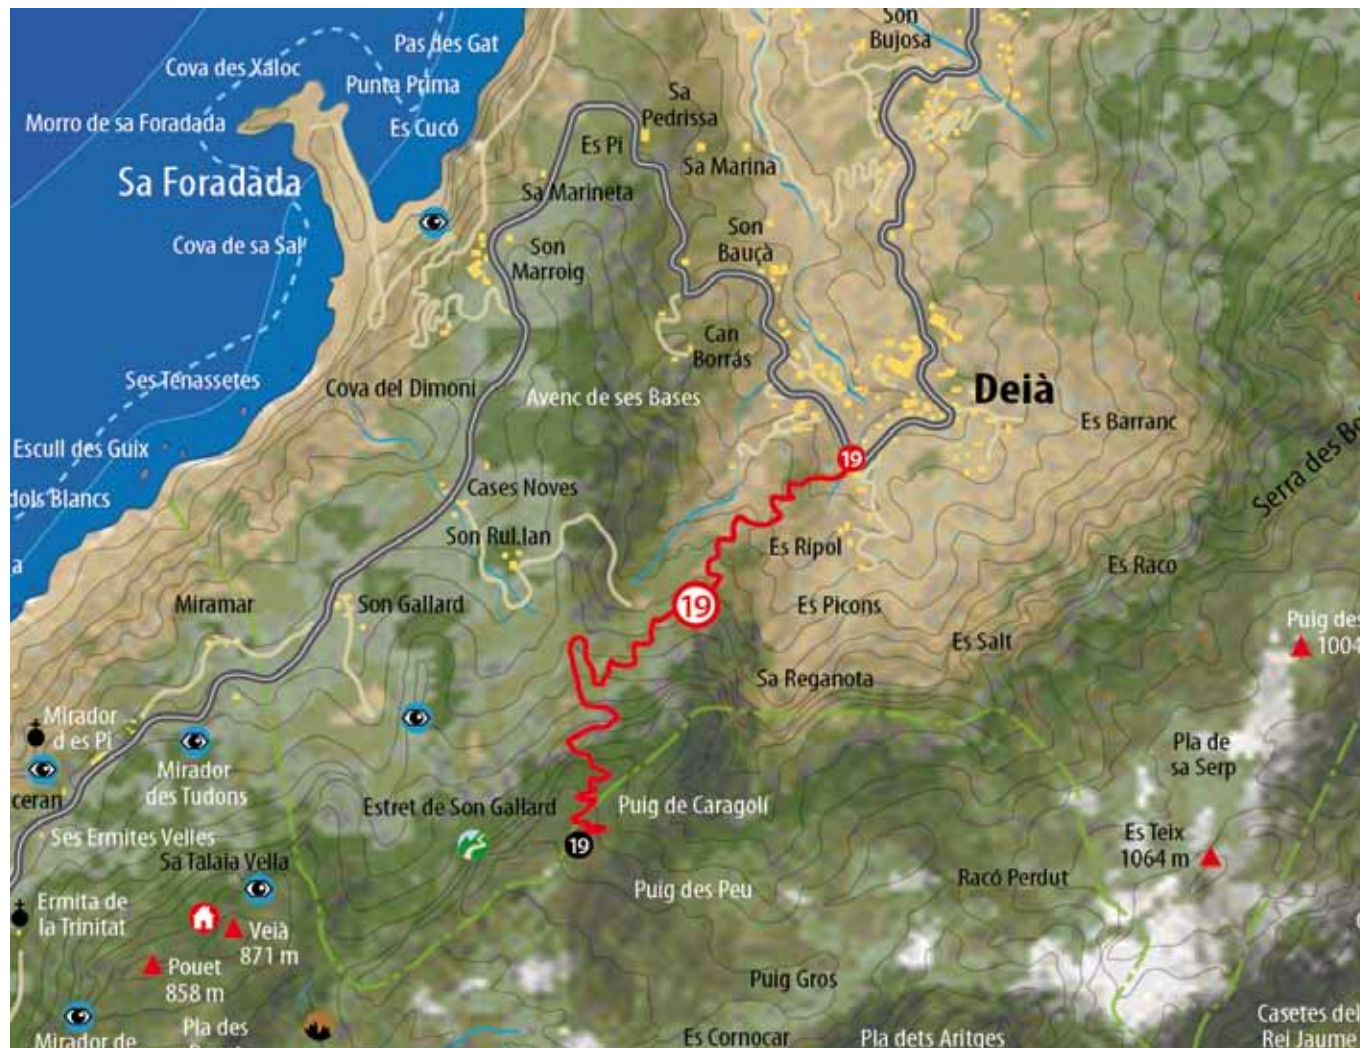 Son
Bujosa
Pas des Gat
Cova des Xaloc
Punta Prima
Sa
Pedrissa
Morro de sa Foradada
Es Cucó
Es Pi
Sa Marina
Sa Foradada
Sa Marineta
Cova de sa Sal
Son
Marroig
Son
Bauçà
Can
Borrás
Ses Tenassetes
Cova del Dimoni
Avenc de ses Bases
Deià
Es Barranc
Escull des Guix
19
Serra des Bo
Cases Noves
dols Blancs
Son Rul.lan
Es Ripol
a
Es Raco
Miramar
Son Gallard
19
Es Picons
Puig des
1004
Es Salt
Sa Reganota
Mirador
d es Pi
Pla de
sa Serp
Mirador
des Tudons
ceran
Estret de Son Gallard
Puig de Caragolí
Es Teix
1064 m
Ses Ermites Velles
19
Sa Talaia Vella
Puig des Peu
Racó Perdut
Ermita de
la Trinitat
Veià
871 m
Pouet
858 m
Puig Gros
Mirador de
Pla des
Es Cornocar
Pla dets Aritges
Casetes del
Rei Jaume